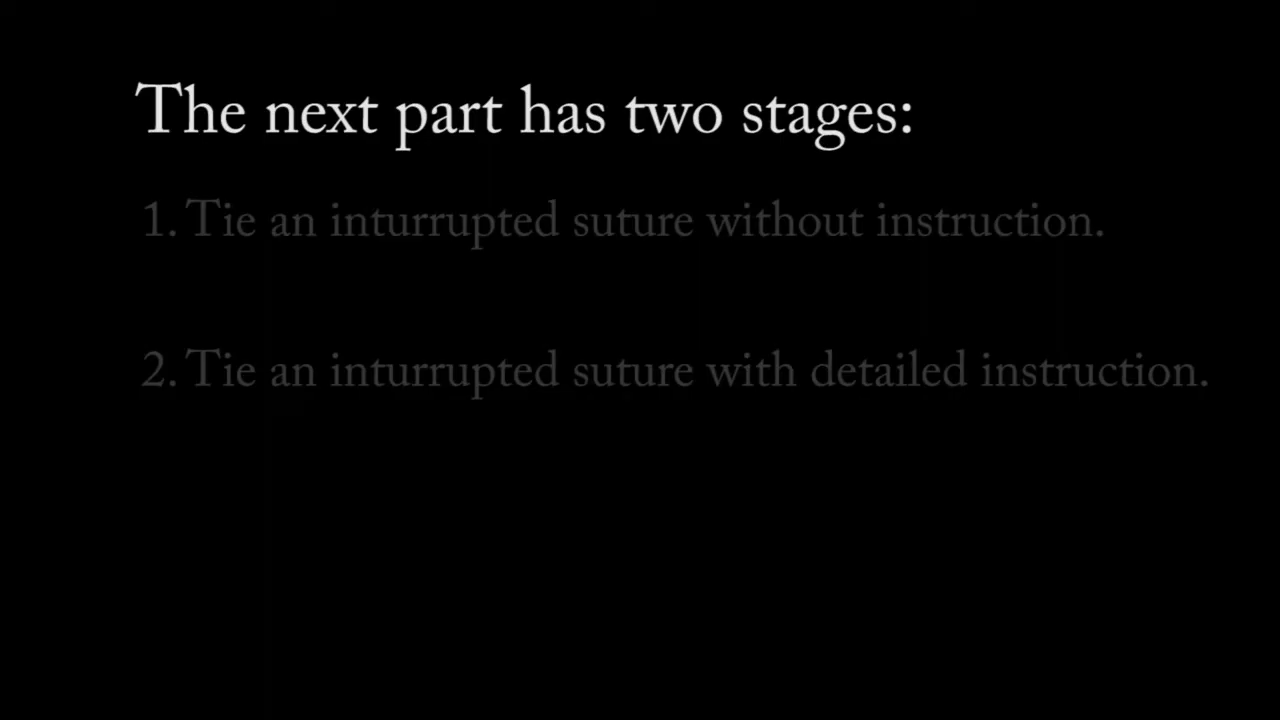 The next part has two stages:
1. Tie an inturrupted suture without instruction.
2. Tie an inturrupted suture with detailed instruction.